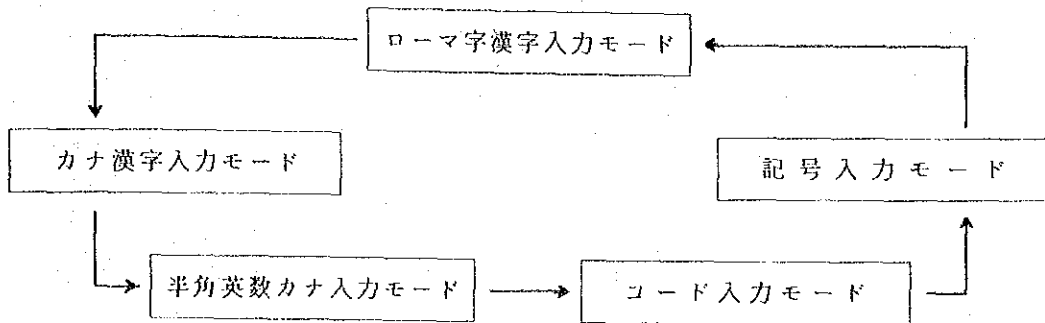 ローマ字漢字入力モード
カナ漢字入力モード
記号入力モード
半角英数カナ入力モード
コード入力モード